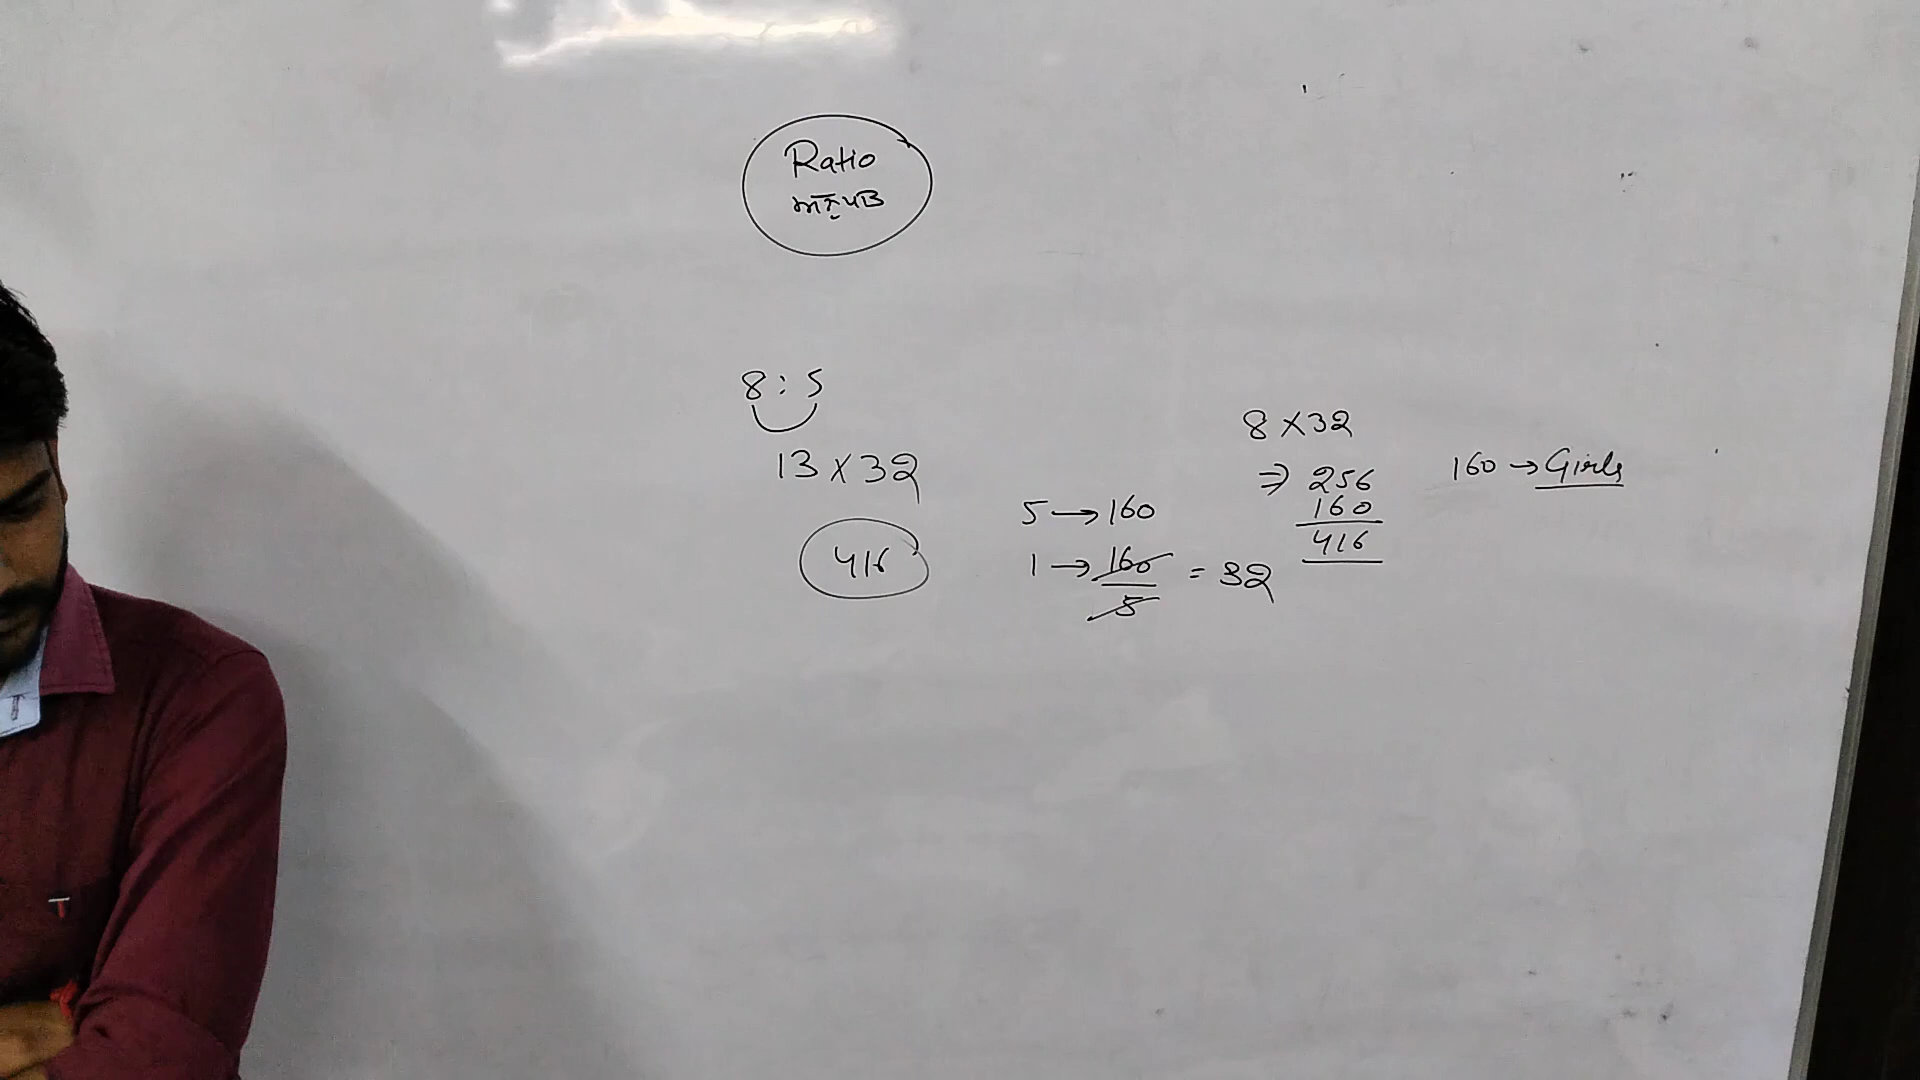 Ratio
ਅਨੁਪਾਤ
8 : 5
13 x 32
416
5 → 160
1 → 160/5 = 32
8 x 32
⇒ 256
160
416
160 → Girls
T
T